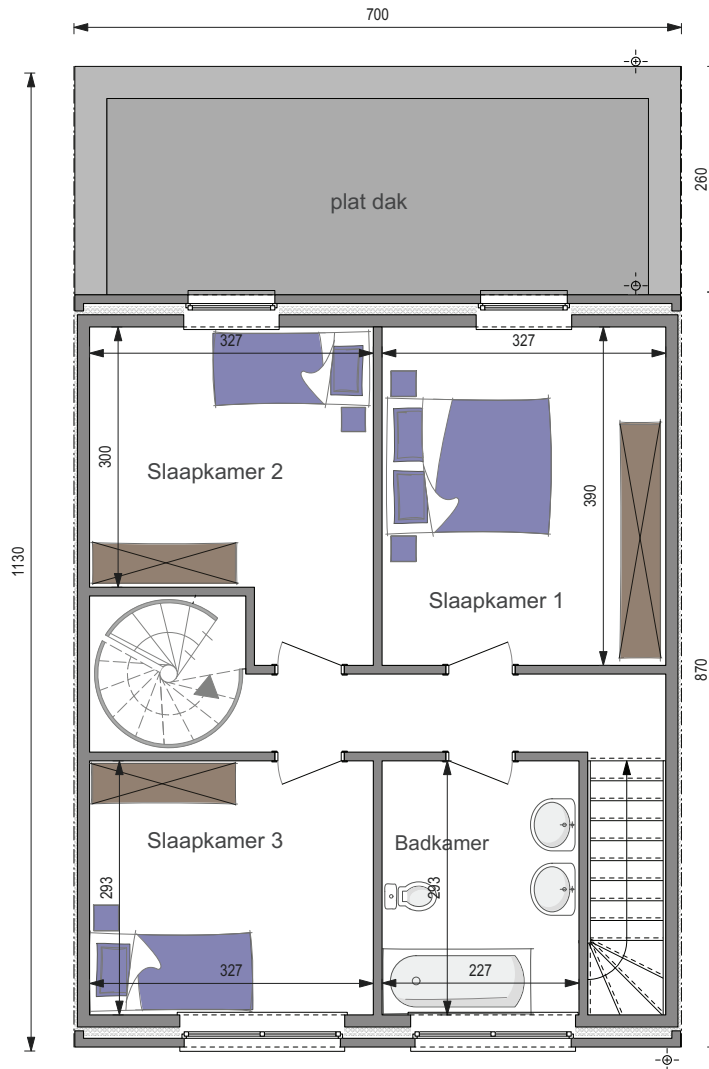 700
260
plat dak
327
327
300
390
Slaapkamer 2
Slaapkamer 1
1130
870
Slaapkamer 3
Badkamer
293
293
327
227